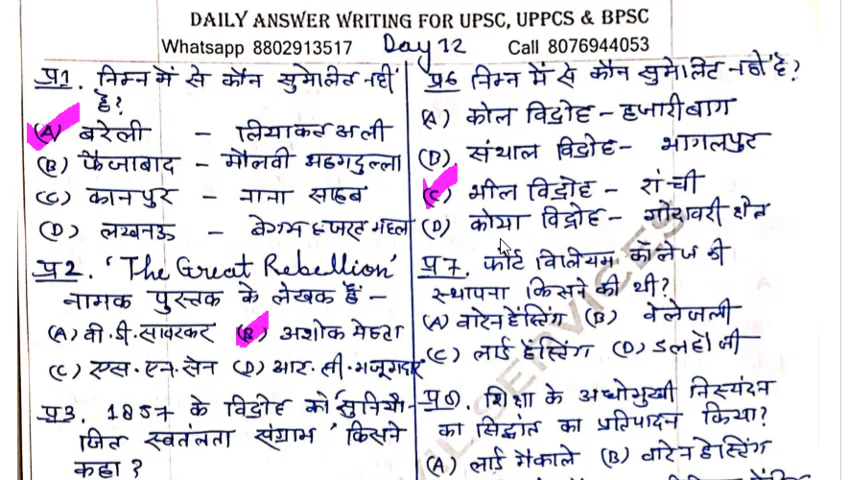 DAILY ANSWER WRITING FOR UPSC, UPPCS & BPSC
Whatsapp 8802913517 Day 12 Call 8076944053
प्र1. निम्न में से कौन सुमेलित नहीं
है?
(A) बरेली – लियाकत अली
(B) फैजाबाद – मौलवी अहमदुल्ला
(C) कानपुर – नाना साहब
(D) लखनऊ – बेगम हजरत महल
प्र2. 'The Great Rebellion'
नामक पुस्तक के लेखक हैं –
(A) वी.डी. सावरकर (B) अशोक मेहता
(C) एस.एन. सेन (D) आर.सी. मजूमदार
प्र3. 1857 के विद्रोह को 'सुनियो-
जित स्वतंत्रता संग्राम' किसने
कहा?
प्र6 निम्न में से कौन सुमेलित नहीं है?
(A) कोल विद्रोह – हजारीबाग
(B) संथाल विद्रोह – भागलपुर
(C) भील विद्रोह – रांची
(D) कोया विद्रोह – गोदावरी क्षेत्र
प्र7. फोर्ट विलियम कॉलेज की
स्थापना किसने की थी?
(A) वारेन हेस्टिंग (B) वेलेजली
(C) लार्ड हेस्टिंग (D) डलहौजी
प्र8. शिक्षा के अधोमुखी निस्यंदन
का सिद्धांत का प्रतिपादन किया?
(A) लार्ड मैकाले (B) वारेन हेस्टिंग